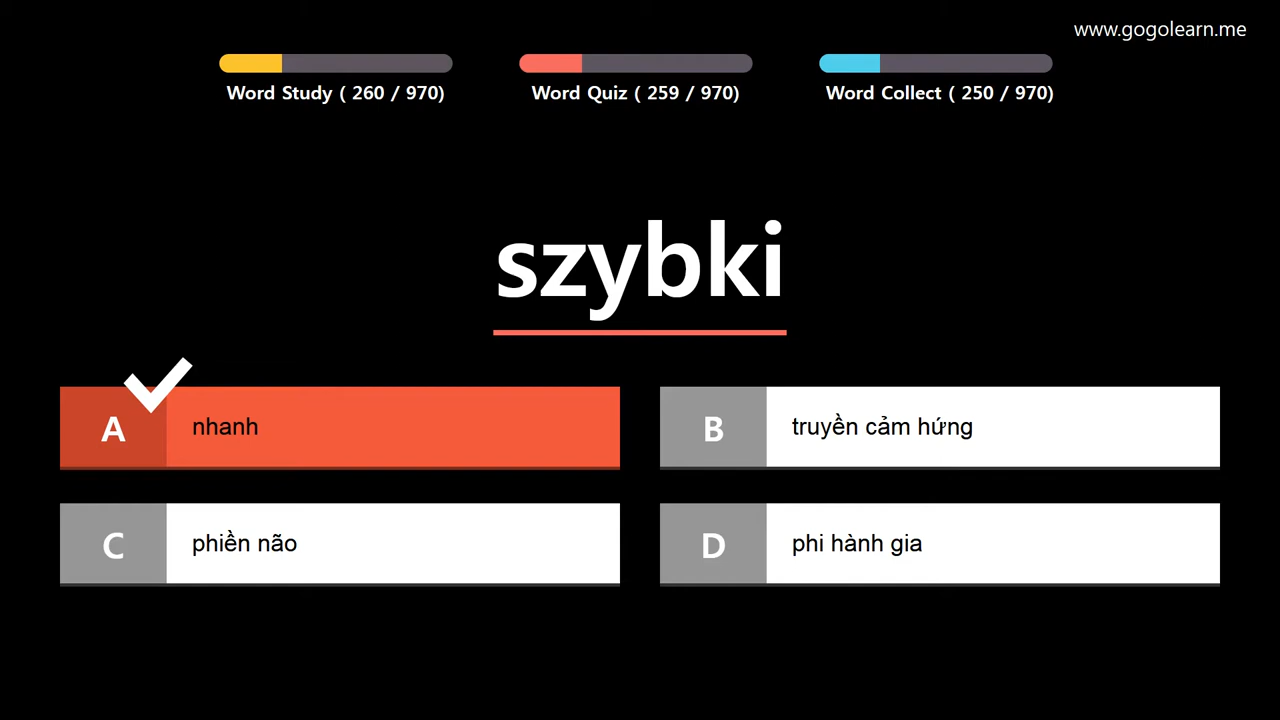 www.gogolearn.me
Word Study ( 260 / 970)
Word Quiz ( 259 / 970)
Word Collect ( 250 / 970)
szybki
A nhanh
B truyền cảm hứng
C phiền não
D phi hành gia